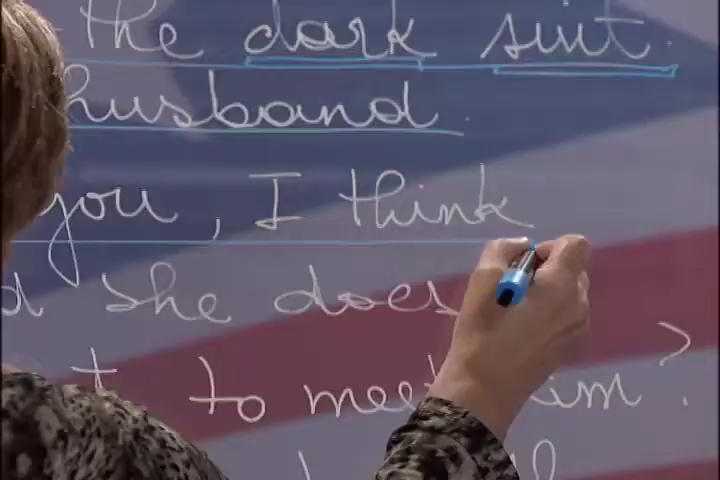 the dark suit.
husband.
you, I think
d she does
t to meet him?